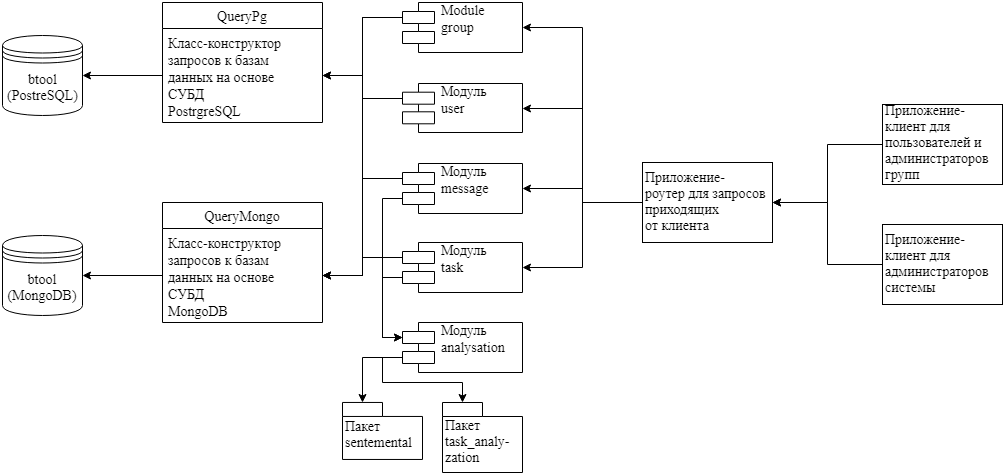 QueryPg
Класс-конструктор
запросов к базам
данных на основе
СУБД
PostrgreSQL
btool
(PostreSQL)
QueryMongo
Класс-конструктор
запросов к базам
данных на основе
СУБД
MongoDB
btool
(MongoDB)
Module
group
Модуль
user
Модуль
message
Модуль
task
Модуль
analysation
Пакет
sentemental
Пакет
task_analy-
zation
Приложение-
роутер для запросов
приходящих
от клиента
Приложение-
клиент для
пользователей и
администраторов
групп
Приложение-
клиент для
администраторов
системы